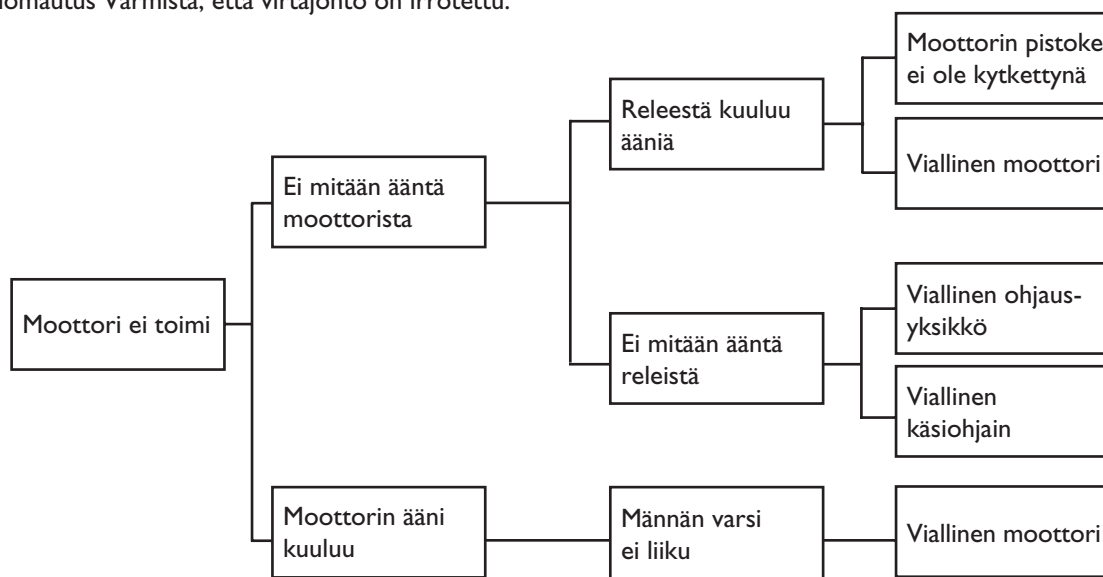 Varmista, että virtajohto on irrotettu.
Moottori ei toimi
Ei mitään ääntä
moottorista
Releestä kuuluu
ääniä
Moottorin pistoke
ei ole kytkettynä
Viallinen moottori
Ei mitään ääntä
releistä
Viallinen ohjaus-
yksikkö
Viallinen
käsiohjain
Moottorin ääni
kuuluu
Männän varsi
ei liiku
Viallinen moottori